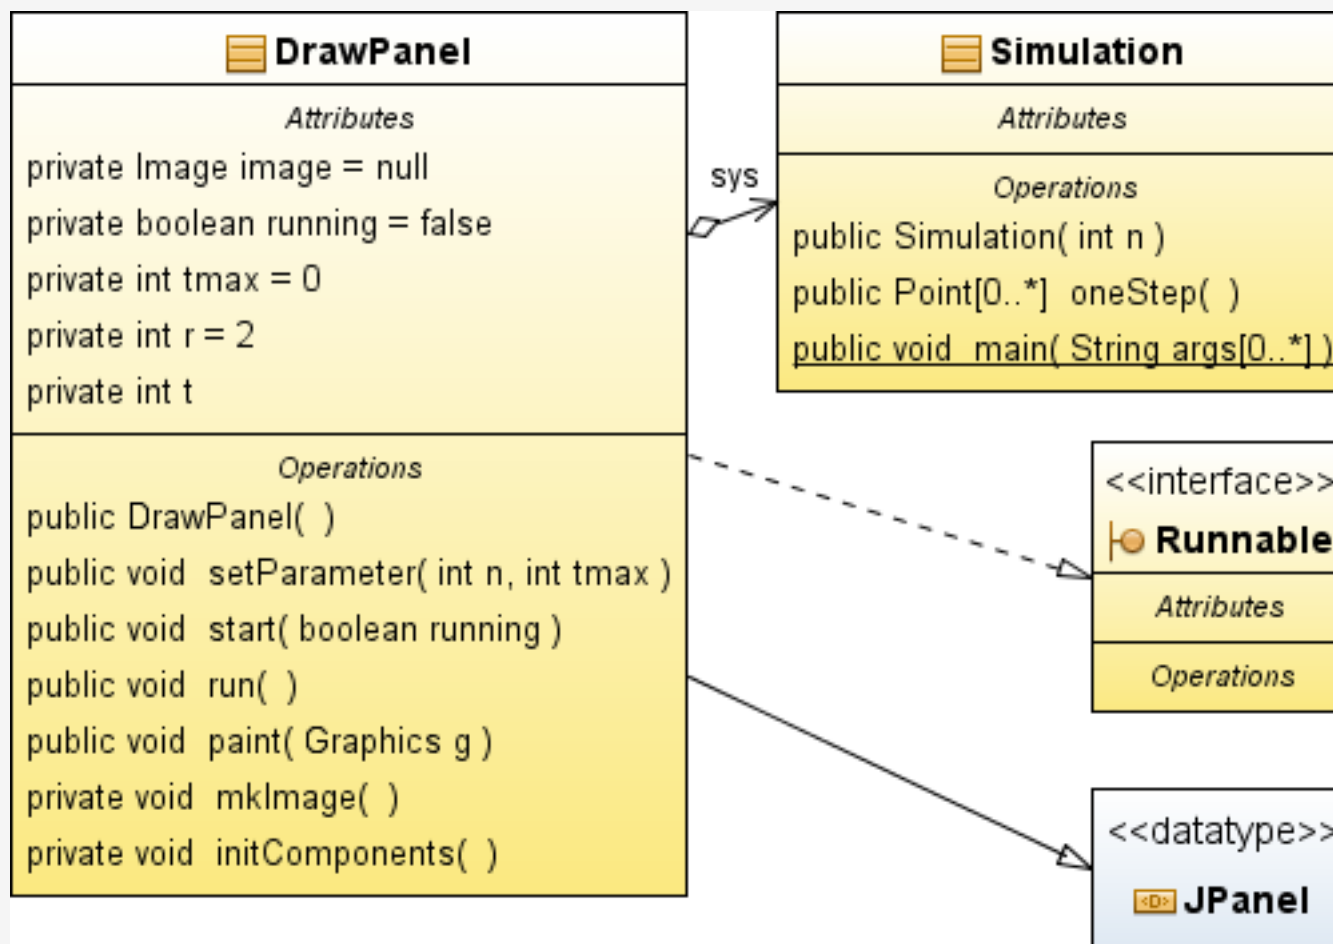 DrawPanel
Attributes
private Image image = null
private boolean running = false
private int tmax = 0
private int r = 2
private int t
Operations
public DrawPanel( )
public void setParameter( int n, int tmax )
public void start( boolean running )
public void run( )
public void paint( Graphics g )
private void mkImage( )
private void initComponents( )
sys
Simulation
Attributes
Operations
public Simulation( int n )
public Point[0..*] oneStep( )
public void main( String args[0..*] )
<<interface>>
Runnable
Attributes
Operations
<<datatype>>
<D> JPanel